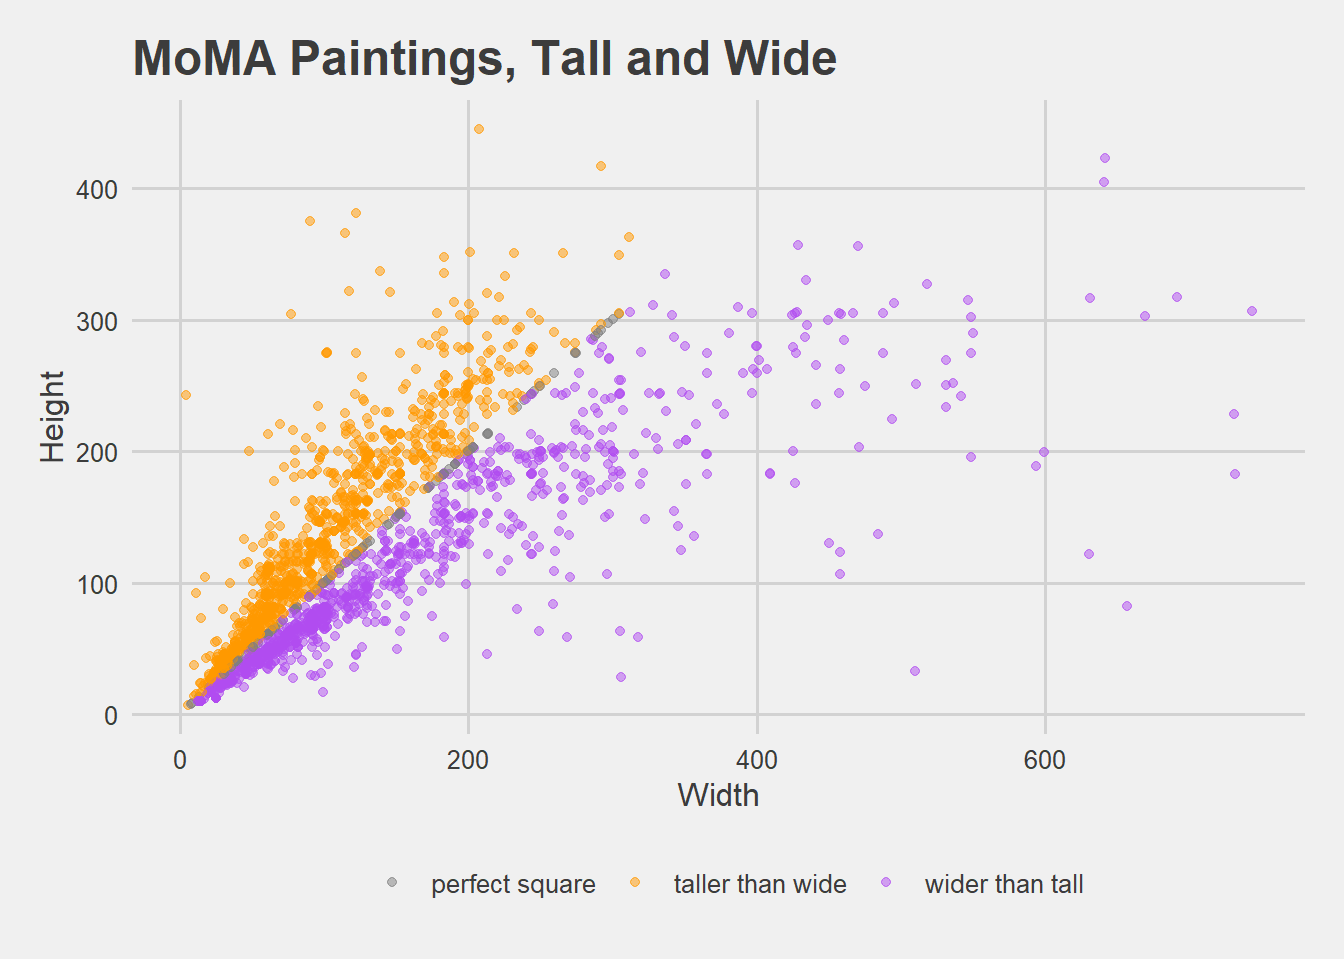 MoMA Paintings, Tall and Wide
Height
400
300
200
100
0
0 200 400 600
Width
perfect square taller than wide wider than tall